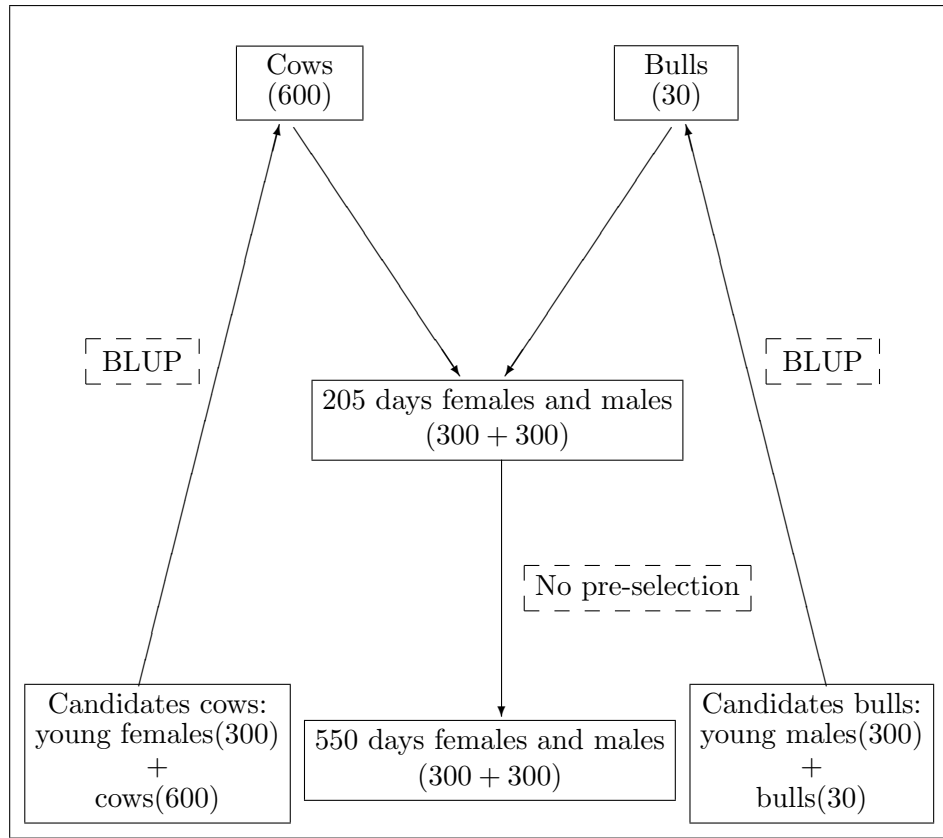 Cows
(600)
Bulls
(30)
BLUP
BLUP
205 days females and males
(300 + 300)
No pre-selection
Candidates cows:
young females(300)
+
cows(600)
550 days females and males
(300 + 300)
Candidates bulls:
young males(300)
+
bulls(30)